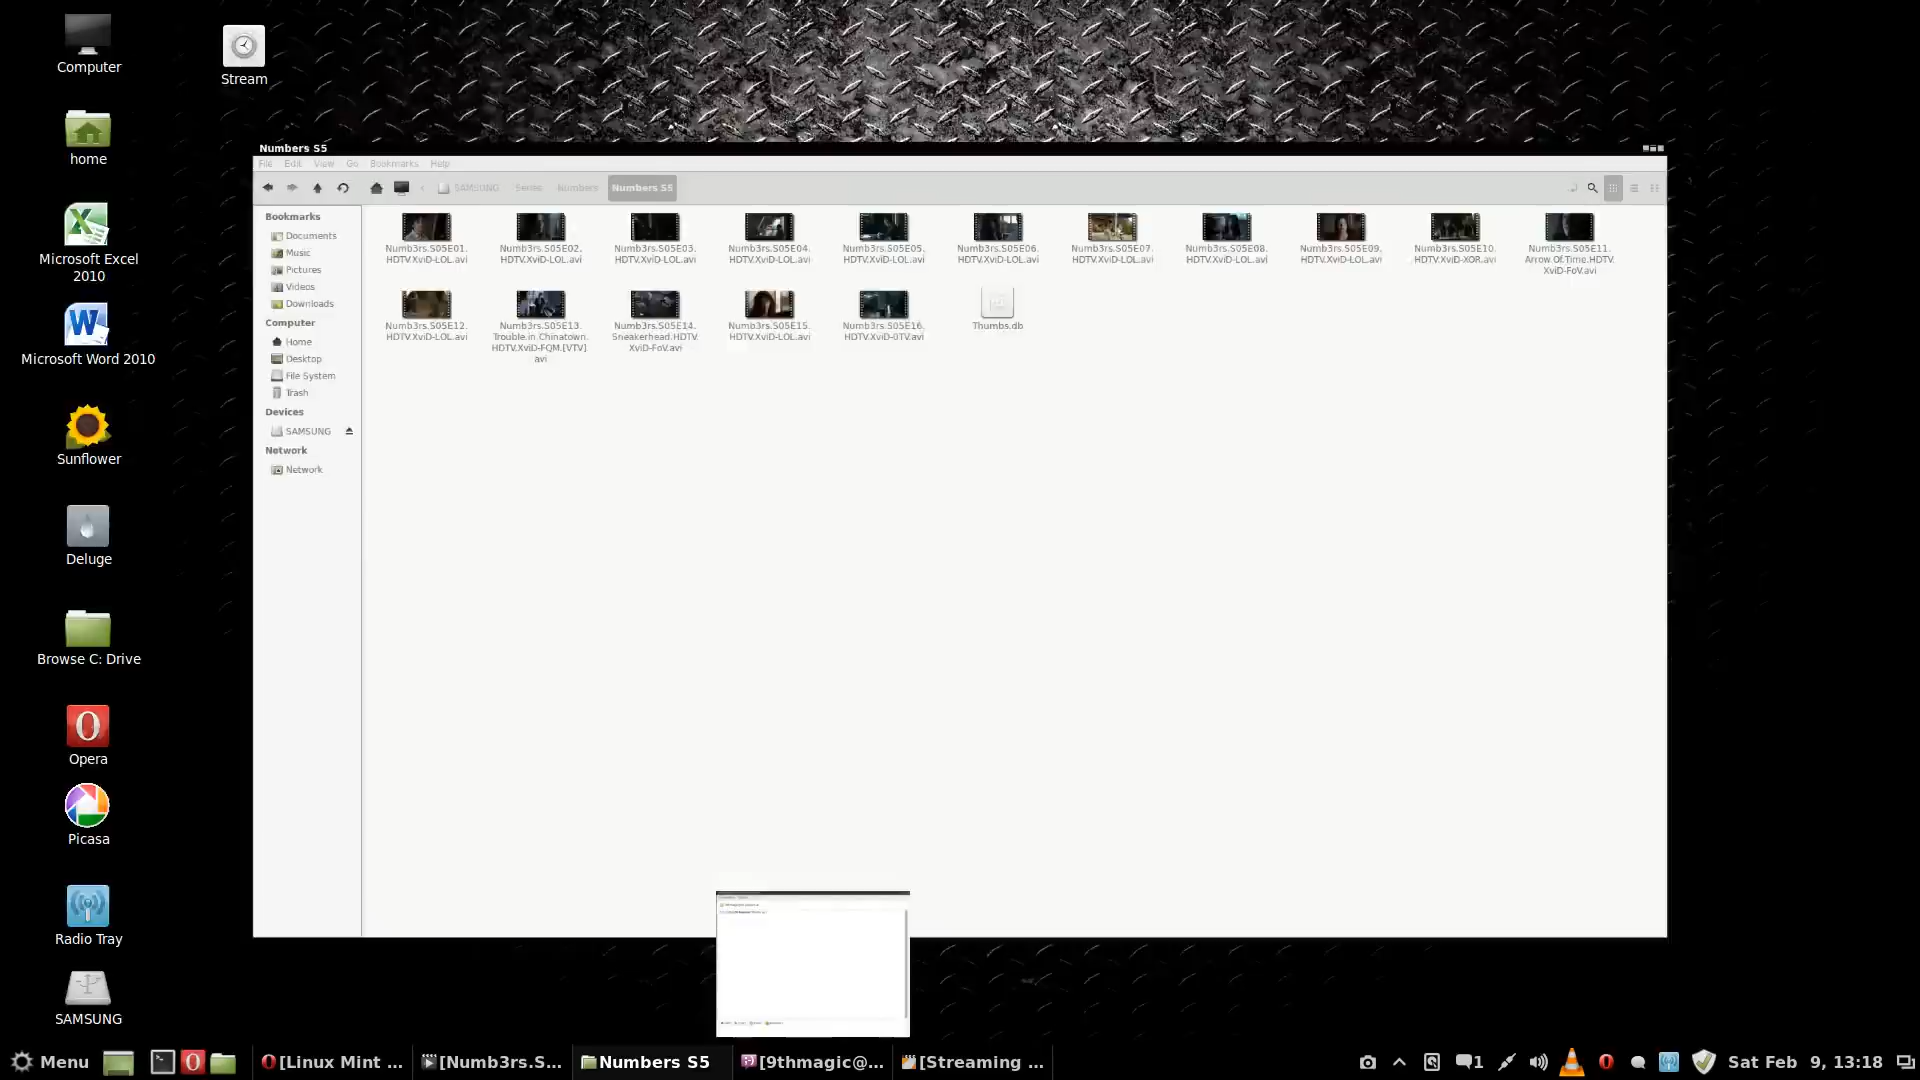 Computer
Stream
home
Microsoft Excel
2010
Microsoft Word 2010
Sunflower
Deluge
Browse C: Drive
Opera
Picasa
Radio Tray
SAMSUNG
Numbers S5
File Edit View Go Bookmarks Help
SAMSUNG Series Numbers Numbers S5
Bookmarks
Documents
Music
Pictures
Videos
Downloads
Computer
Home
Desktop
File System
Trash
Devices
SAMSUNG
Network
Network
Numb3rs.S05E01.
HDTV.XviD-LOL.avi
Numb3rs.S05E02.
HDTV.XviD-LOL.avi
Numb3rs.S05E03.
HDTV.XviD-LOL.avi
Numb3rs.S05E04.
HDTV.XviD-LOL.avi
Numb3rs.S05E05.
HDTV.XviD-LOL.avi
Numb3rs.S05E06.
HDTV.XviD-LOL.avi
Numb3rs.S05E07.
HDTV.XviD-LOL.avi
Numb3rs.S05E08.
HDTV.XviD-LOL.avi
Numb3rs.S05E09.
HDTV.XviD-LOL.avi
Numb3rs.S05E10.
HDTV.XviD-XOR.avi
Numb3rs.S05E11.
Arrow.Of.Time.HDTV.
XviD-FoV.avi
Numb3rs.S05E12.
HDTV.XviD-LOL.avi
Numb3rs.S05E13.
Trouble.in.Chinatown.
HDTV.XviD-FQM.[VTV].
avi
Numb3rs.S05E14.
Sneakerhead.HDTV.
XviD-FoV.avi
Numb3rs.S05E15.
HDTV.XviD-LOL.avi
Numb3rs.S05E16.
HDTV.XviD-0TV.avi
Thumbs.db
Menu [Linux Mint ... [Numb3rs.S... Numbers S5 [9thmagic@... [Streaming ... 1 Sat Feb 9, 13:18